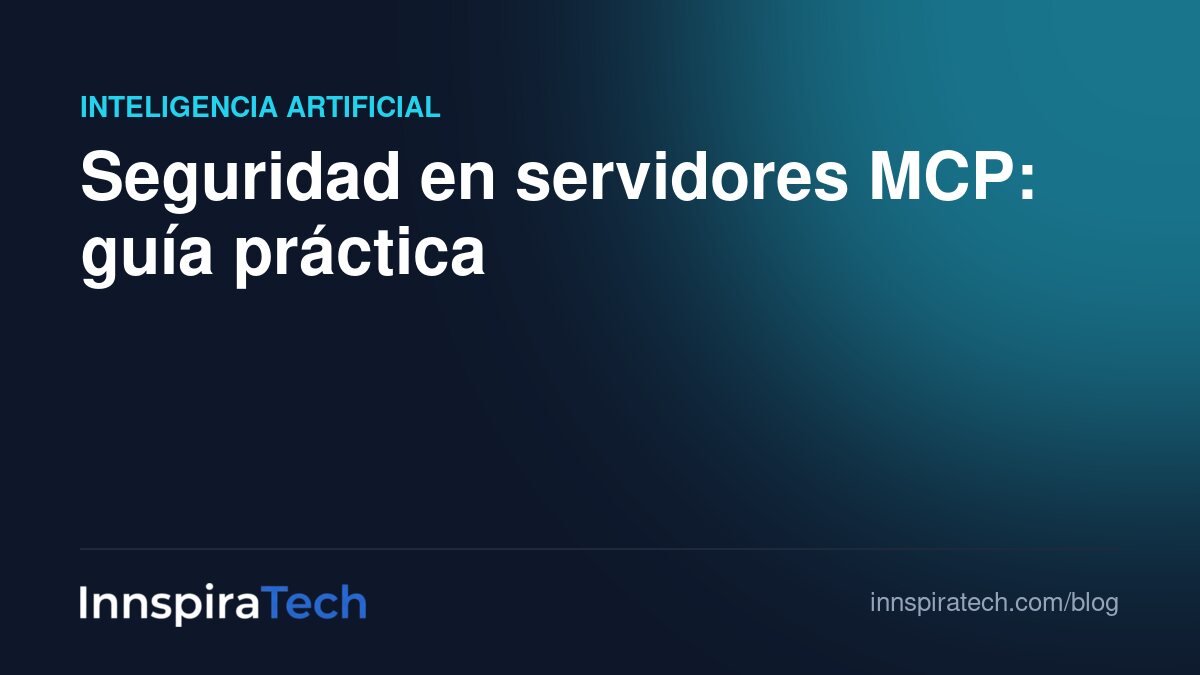 INTELIGENCIA ARTIFICIAL
Seguridad en servidores MCP:
guía práctica
InnspiraTech
innspiratech.com/blog